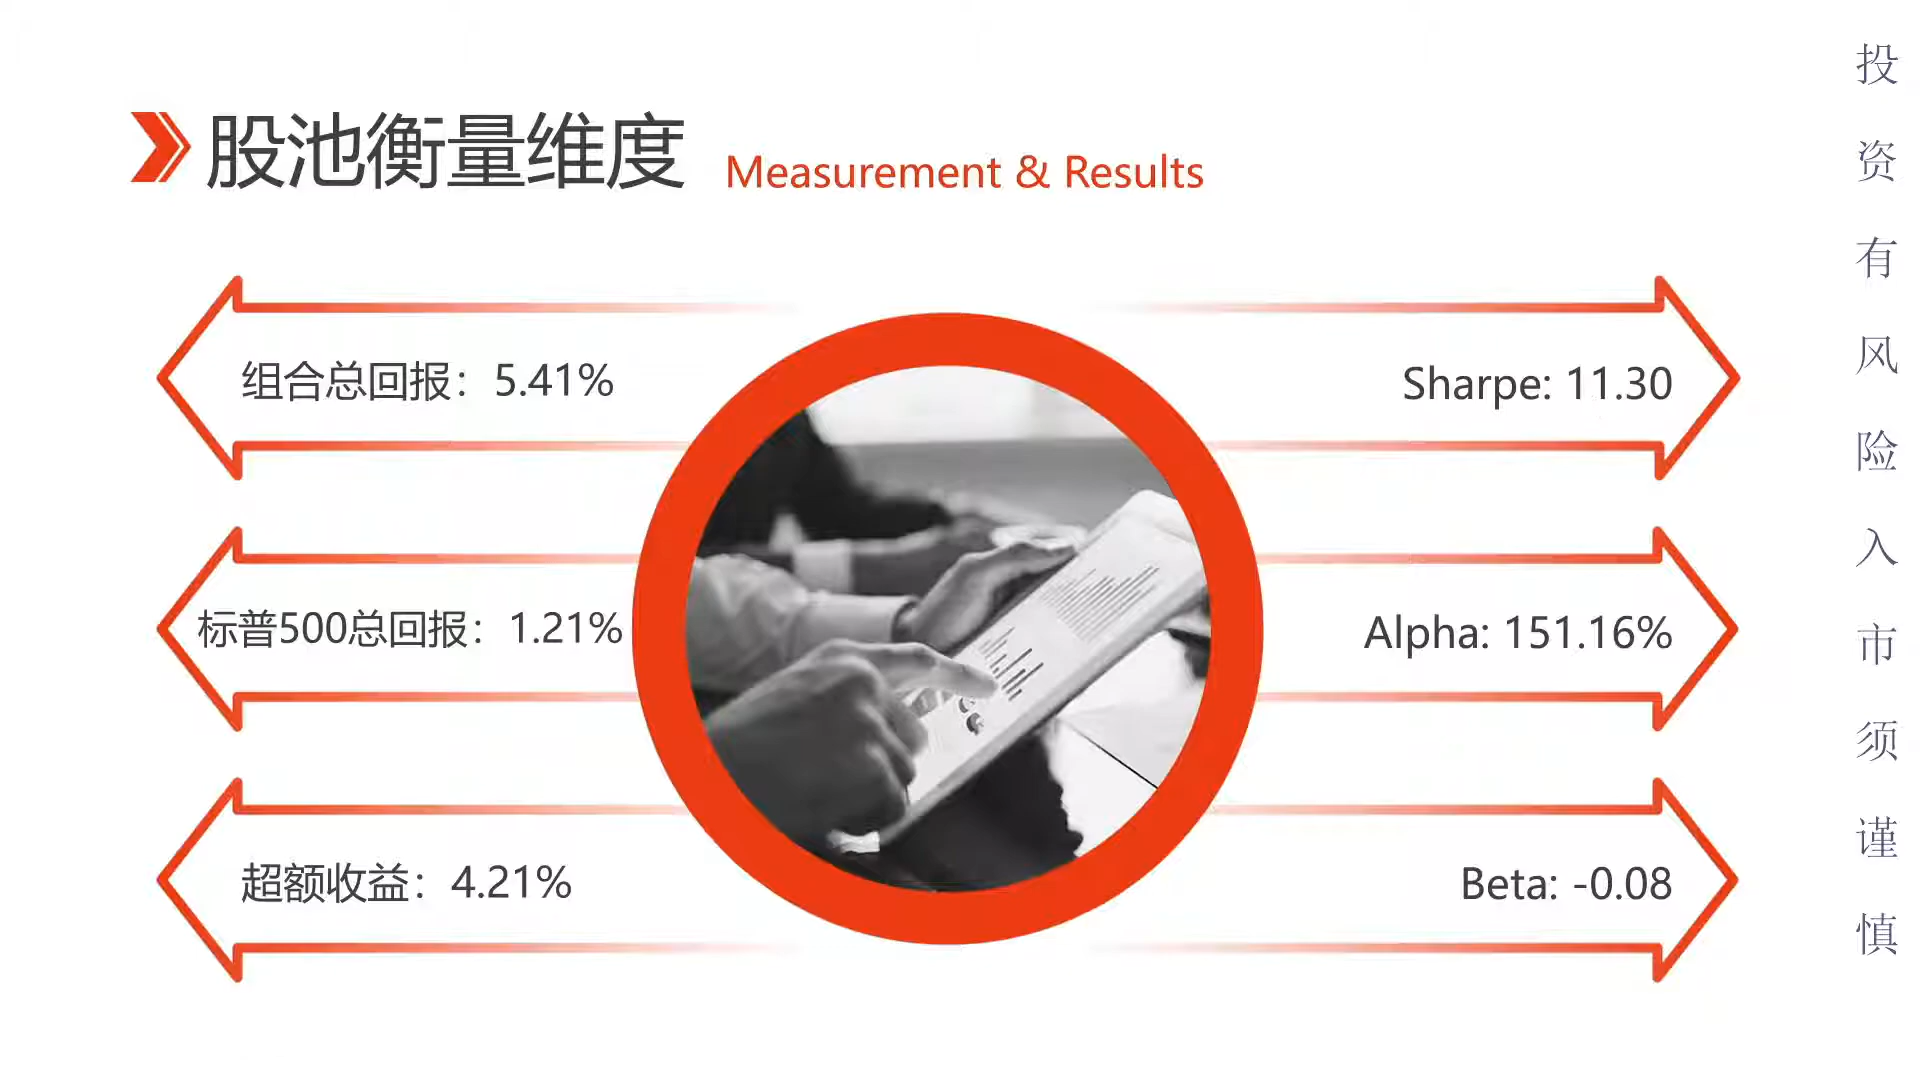 股池衡量维度 Measurement & Results
组合总回报：5.41%
标普500总回报：1.21%
超额收益：4.21%
Sharpe: 11.30
Alpha: 151.16%
Beta: -0.08
投资有风险入市须谨慎